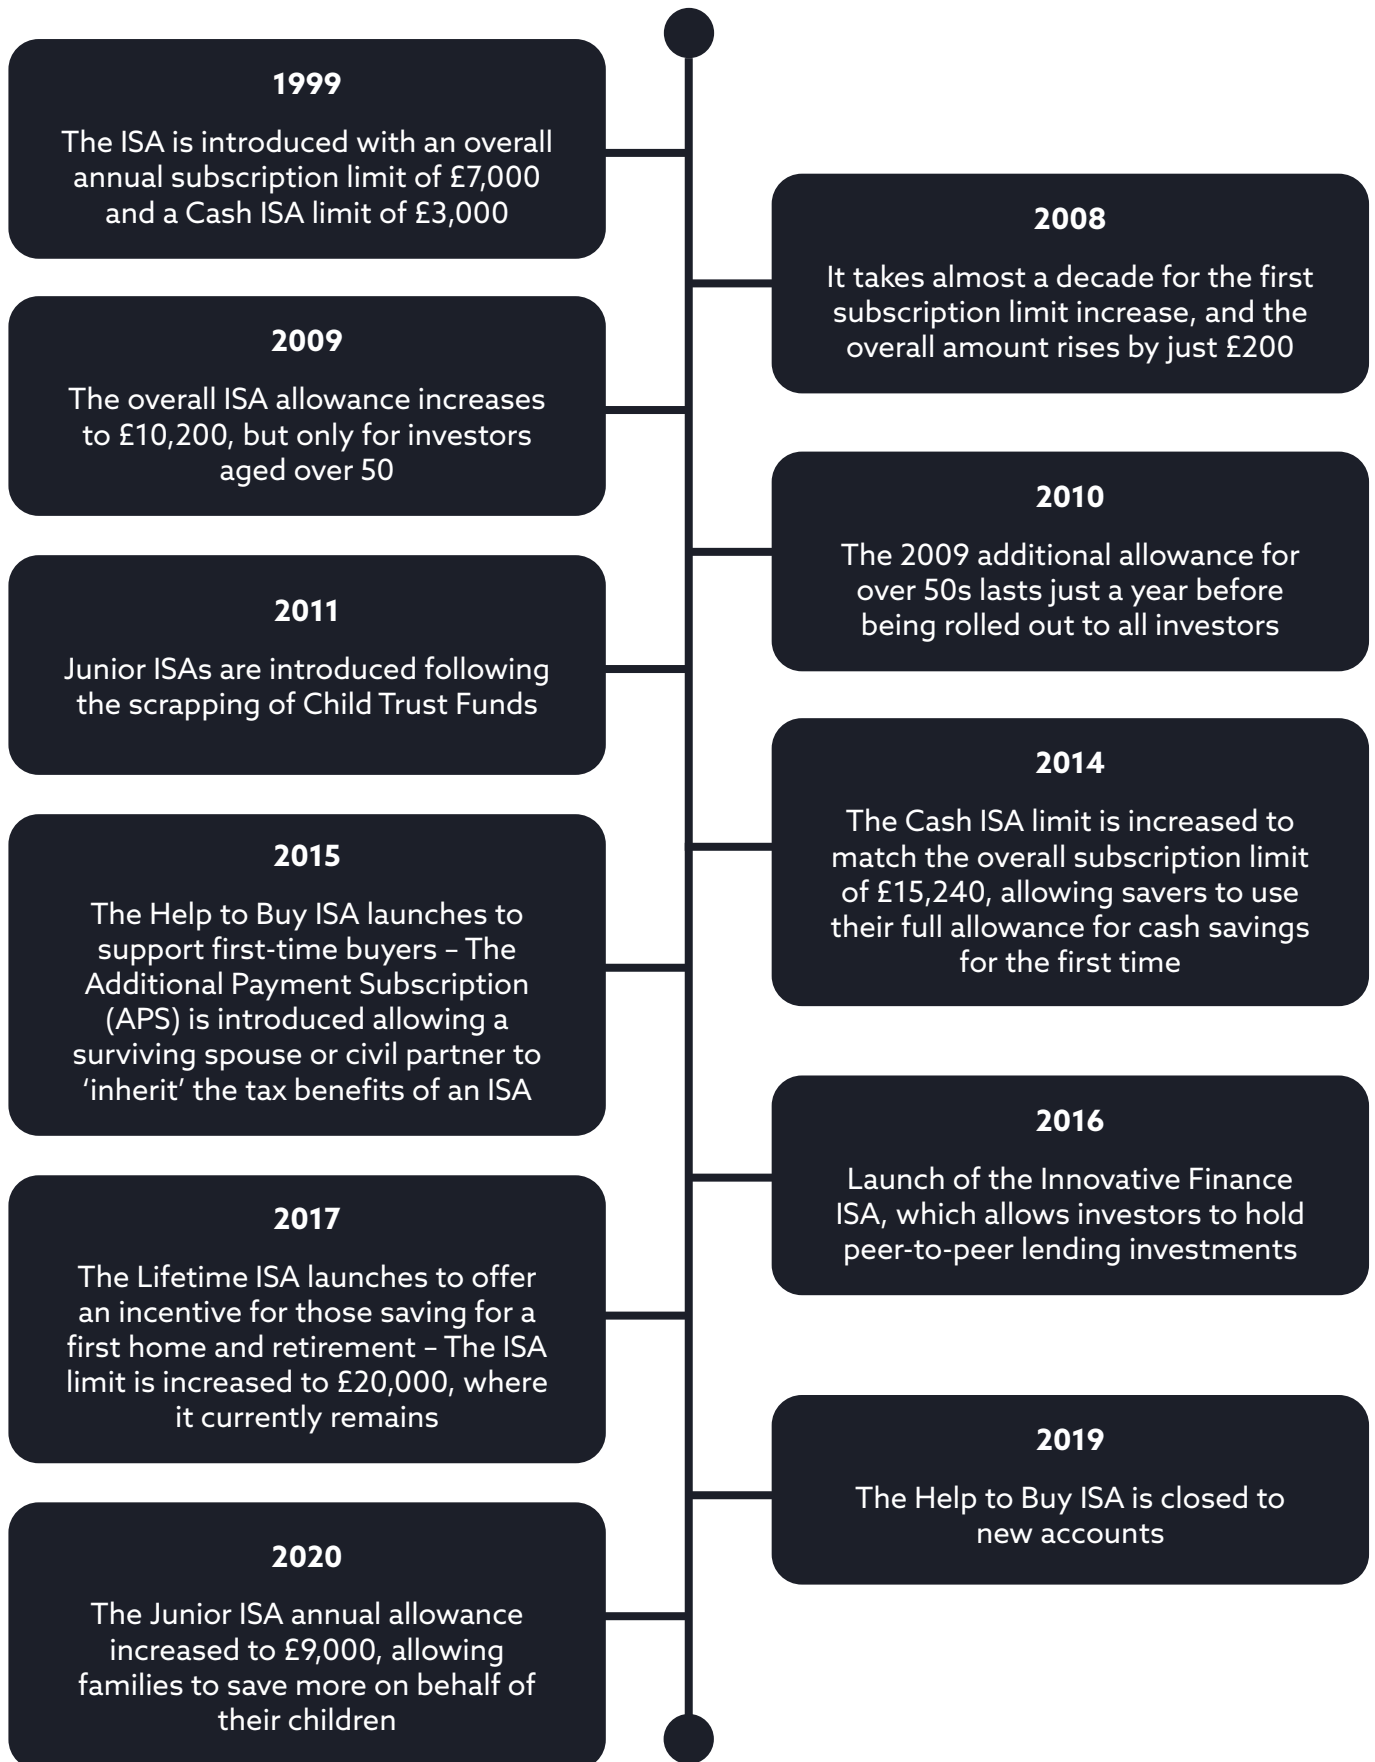 1999
The ISA is introduced with an overall
annual subscription limit of £7,000
and a Cash ISA limit of £3,000
2008
It takes almost a decade for the first
subscription limit increase, and the
overall amount rises by just £200
2009
The overall ISA allowance increases
to £10,200, but only for investors
aged over 50
2010
The 2009 additional allowance for
over 50s lasts just a year before
being rolled out to all investors
2011
Junior ISAs are introduced following
the scrapping of Child Trust Funds
2014
The Cash ISA limit is increased to
match the overall subscription limit
of £15,240, allowing savers to use
their full allowance for cash savings
for the first time
2015
The Help to Buy ISA launches to
support first-time buyers – The
Additional Payment Subscription
(APS) is introduced allowing a
surviving spouse or civil partner to
‘inherit’ the tax benefits of an ISA
2016
Launch of the Innovative Finance
ISA, which allows investors to hold
peer-to-peer lending investments
2017
The Lifetime ISA launches to offer
an incentive for those saving for a
first home and retirement – The ISA
limit is increased to £20,000, where
it currently remains
2019
The Help to Buy ISA is closed to
new accounts
2020
The Junior ISA annual allowance
increased to £9,000, allowing
families to save more on behalf of
their children